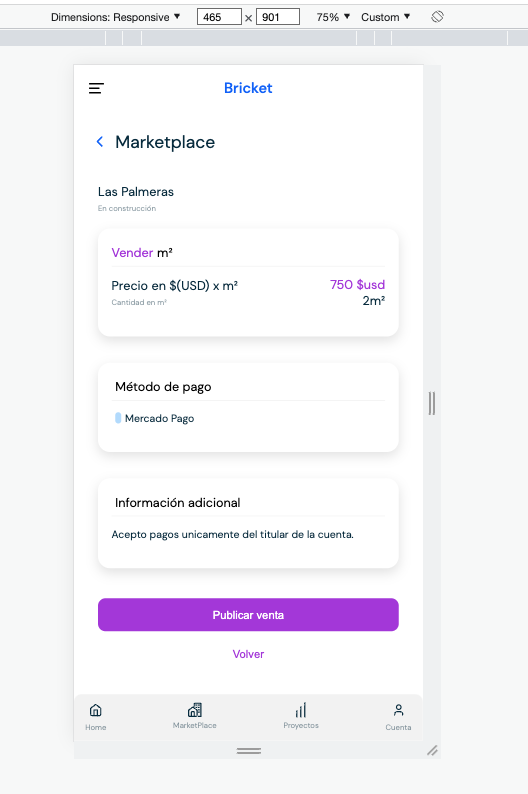 Dimensions: Responsive ▼ 465 × 901 75% ▼ Custom ▼
Bricket
Marketplace
Las Palmeras
En construcción
Vender m²
Precio en $(USD) x m² 750 $usd
Cantidad en m² 2m²
Método de pago
Mercado Pago
Información adicional
Acepto pagos unicamente del titular de la cuenta.
Publicar venta
Volver
Home MarketPlace Proyectos Cuenta